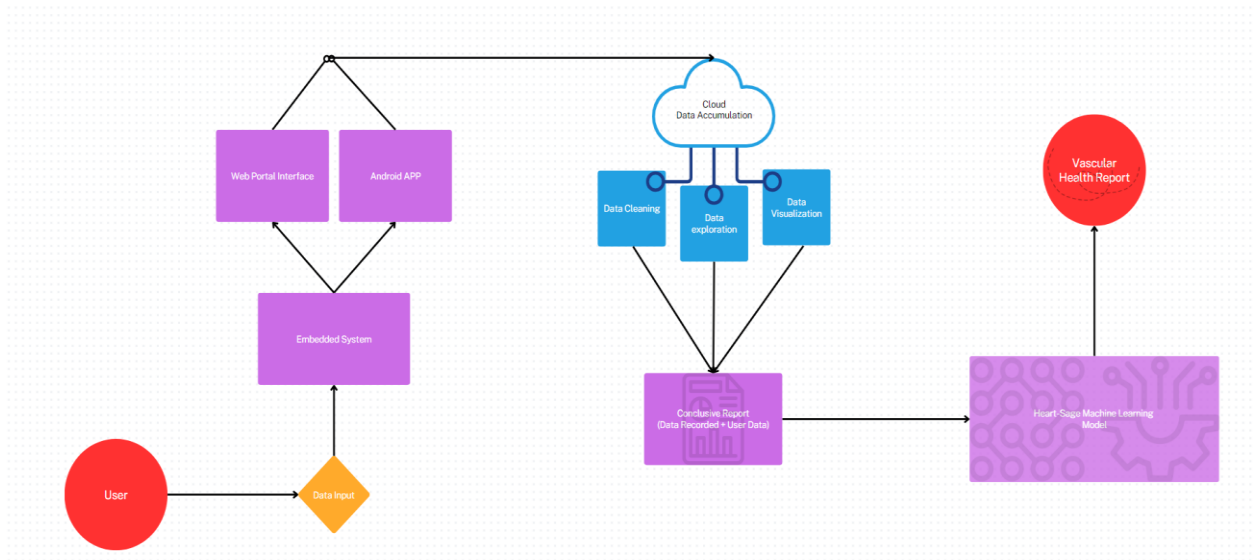 Cloud
Data Accumulation
Web Portal Interface
Android APP
Vascular
Health Report
Data Cleaning
Data
exploration
Data
Visualization
Embedded System
Conclusive Report
(Data Recorded + User Data)
Heart-Sage Machine Learning
Model
User
Data Input